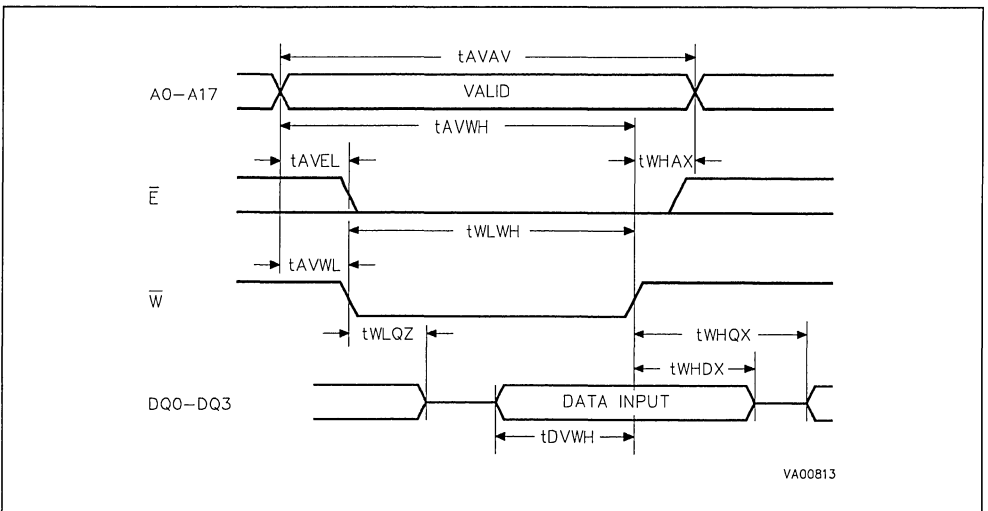 tAVAV
A0-A17
VALID
tAVWH
tAVEL
tWHAX
E̅
tWLWH
tAVWL
W̅
tWLQZ
tWHQX
tWHDX
DQ0-DQ3
DATA INPUT
tDVWH
VA00813